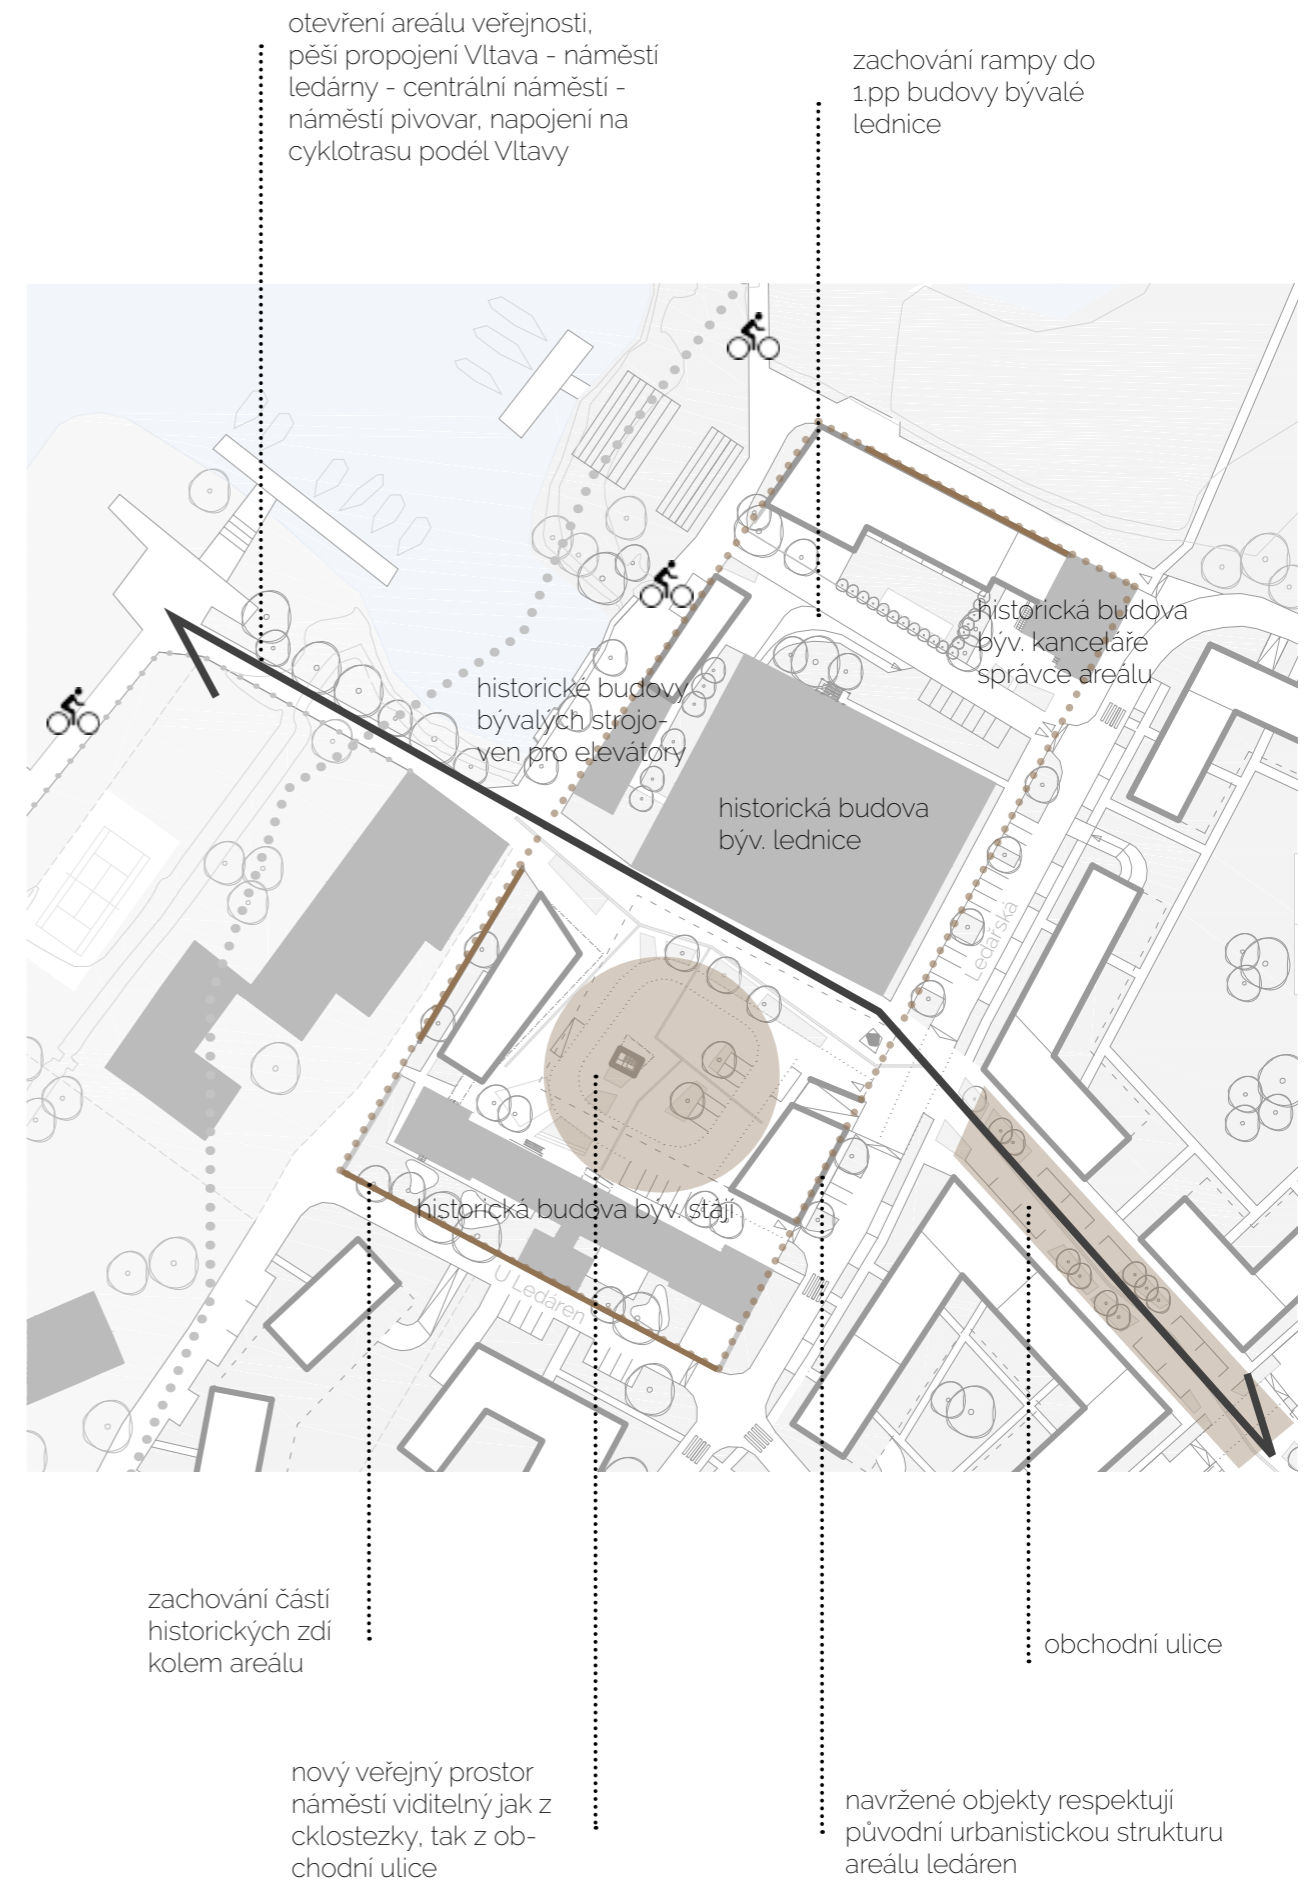 otevření areálu veřejnosti,
pěší propojení Vltava - náměstí
ledárny - centrální náměstí -
náměstí pivovar, napojení na
cyklotrasu podél Vltavy
zachování rampy do
1.pp budovy bývalé
lednice
historická budova
býv. kanceláře
správce areálu
historické budovy
bývalých strojo-
ven pro elevátory
historická budova
býv. lednice
Ledařská
historická budova býv. stájí
U Ledáren
zachování částí
historických zdí
kolem areálu
obchodní ulice
nový veřejný prostor
náměstí viditelný jak z
cklostezky, tak z ob-
chodní ulice
navržené objekty respektují
původní urbanistickou strukturu
areálu ledáren